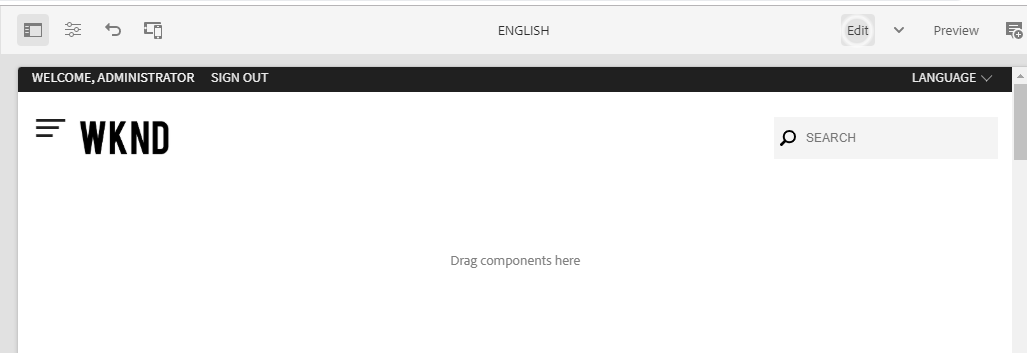 ENGLISH
Edit
Preview
WELCOME, ADMINISTRATOR
SIGN OUT
LANGUAGE
WKND
SEARCH
Drag components here